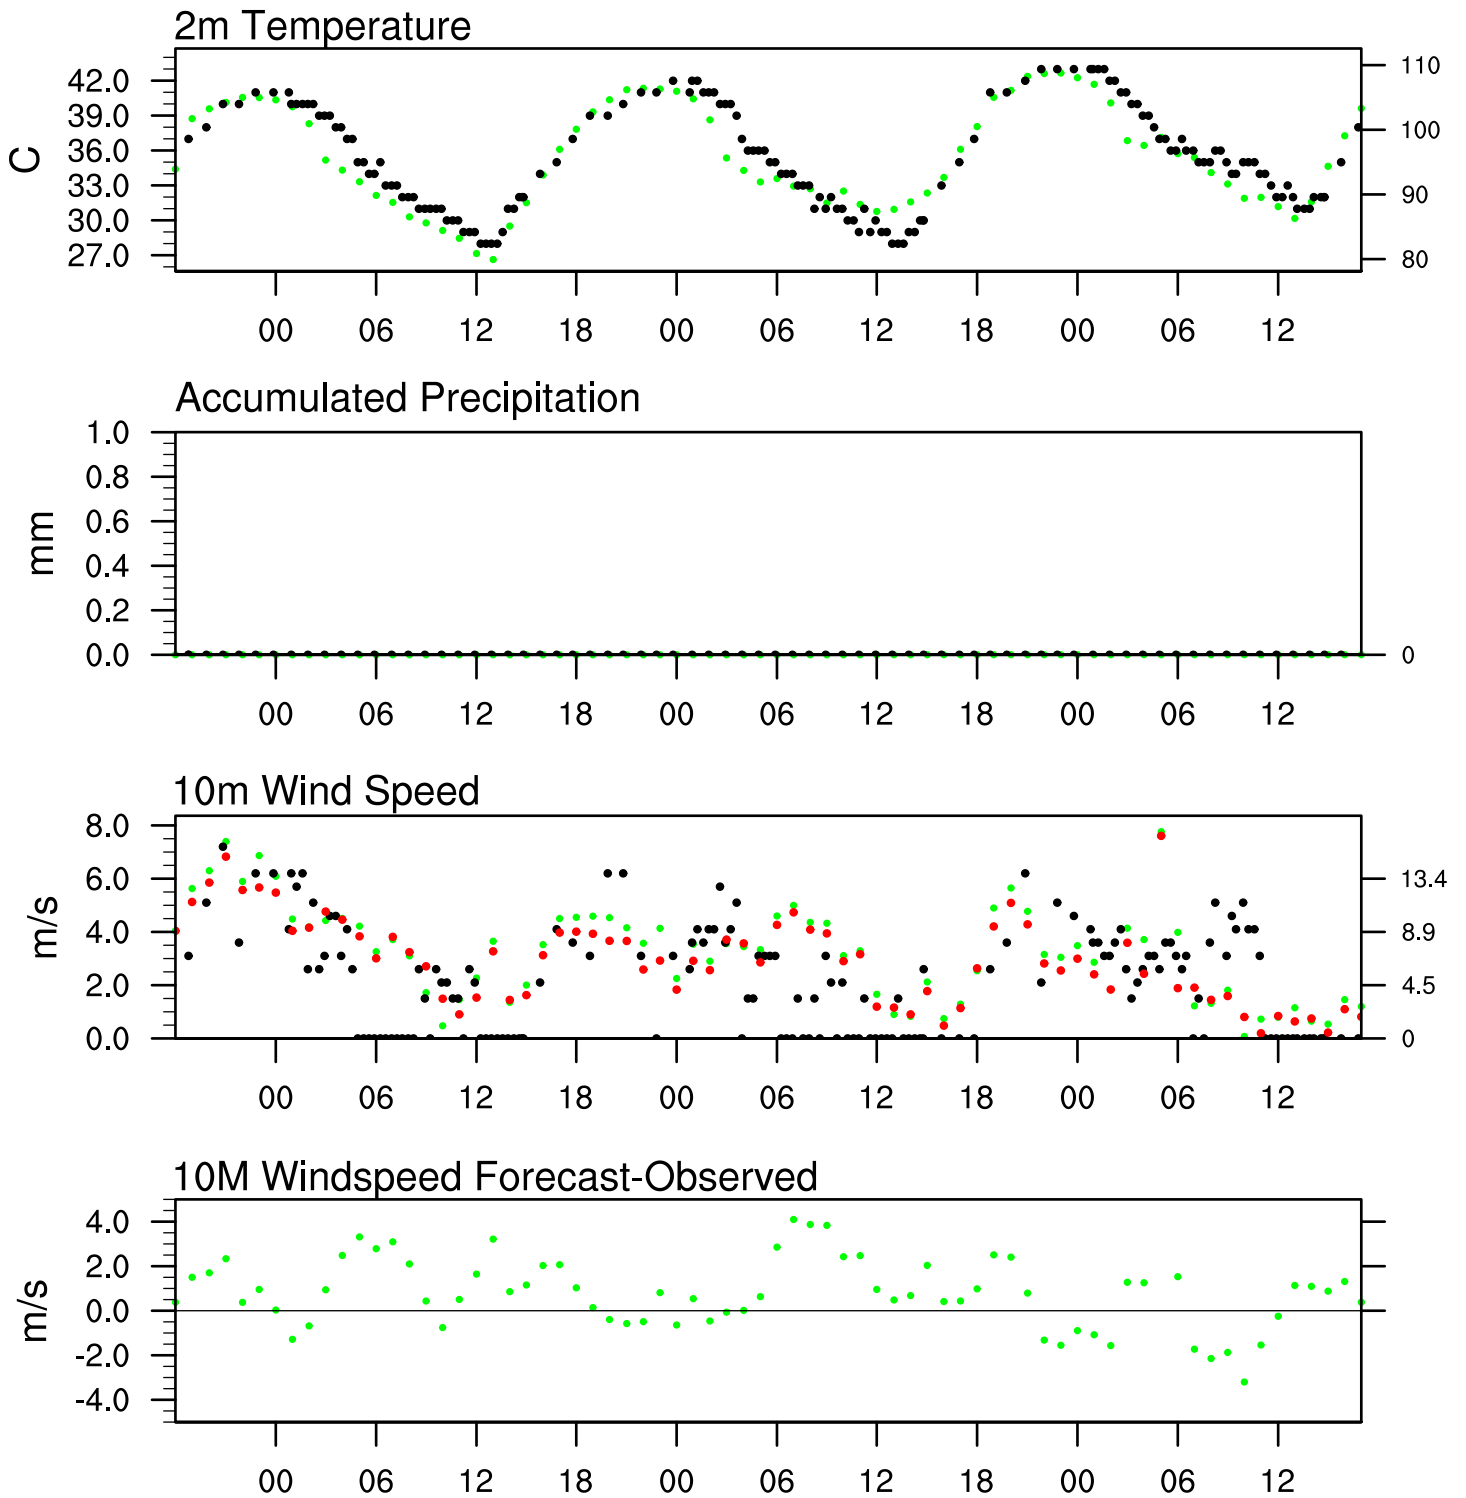 2m Temperature
42.0
39.0
36.0
33.0
30.0
27.0
C
110
100
90
80
00 06 12 18 00 06 12 18 00 06 12
Accumulated Precipitation
1.0
0.8
0.6
0.4
0.2
0.0
mm
0
00 06 12 18 00 06 12 18 00 06 12
10m Wind Speed
8.0
6.0
4.0
2.0
0.0
m/s
13.4
8.9
4.5
0
00 06 12 18 00 06 12 18 00 06 12
10M Windspeed Forecast-Observed
4.0
2.0
0.0
-2.0
-4.0
m/s
00 06 12 18 00 06 12 18 00 06 12